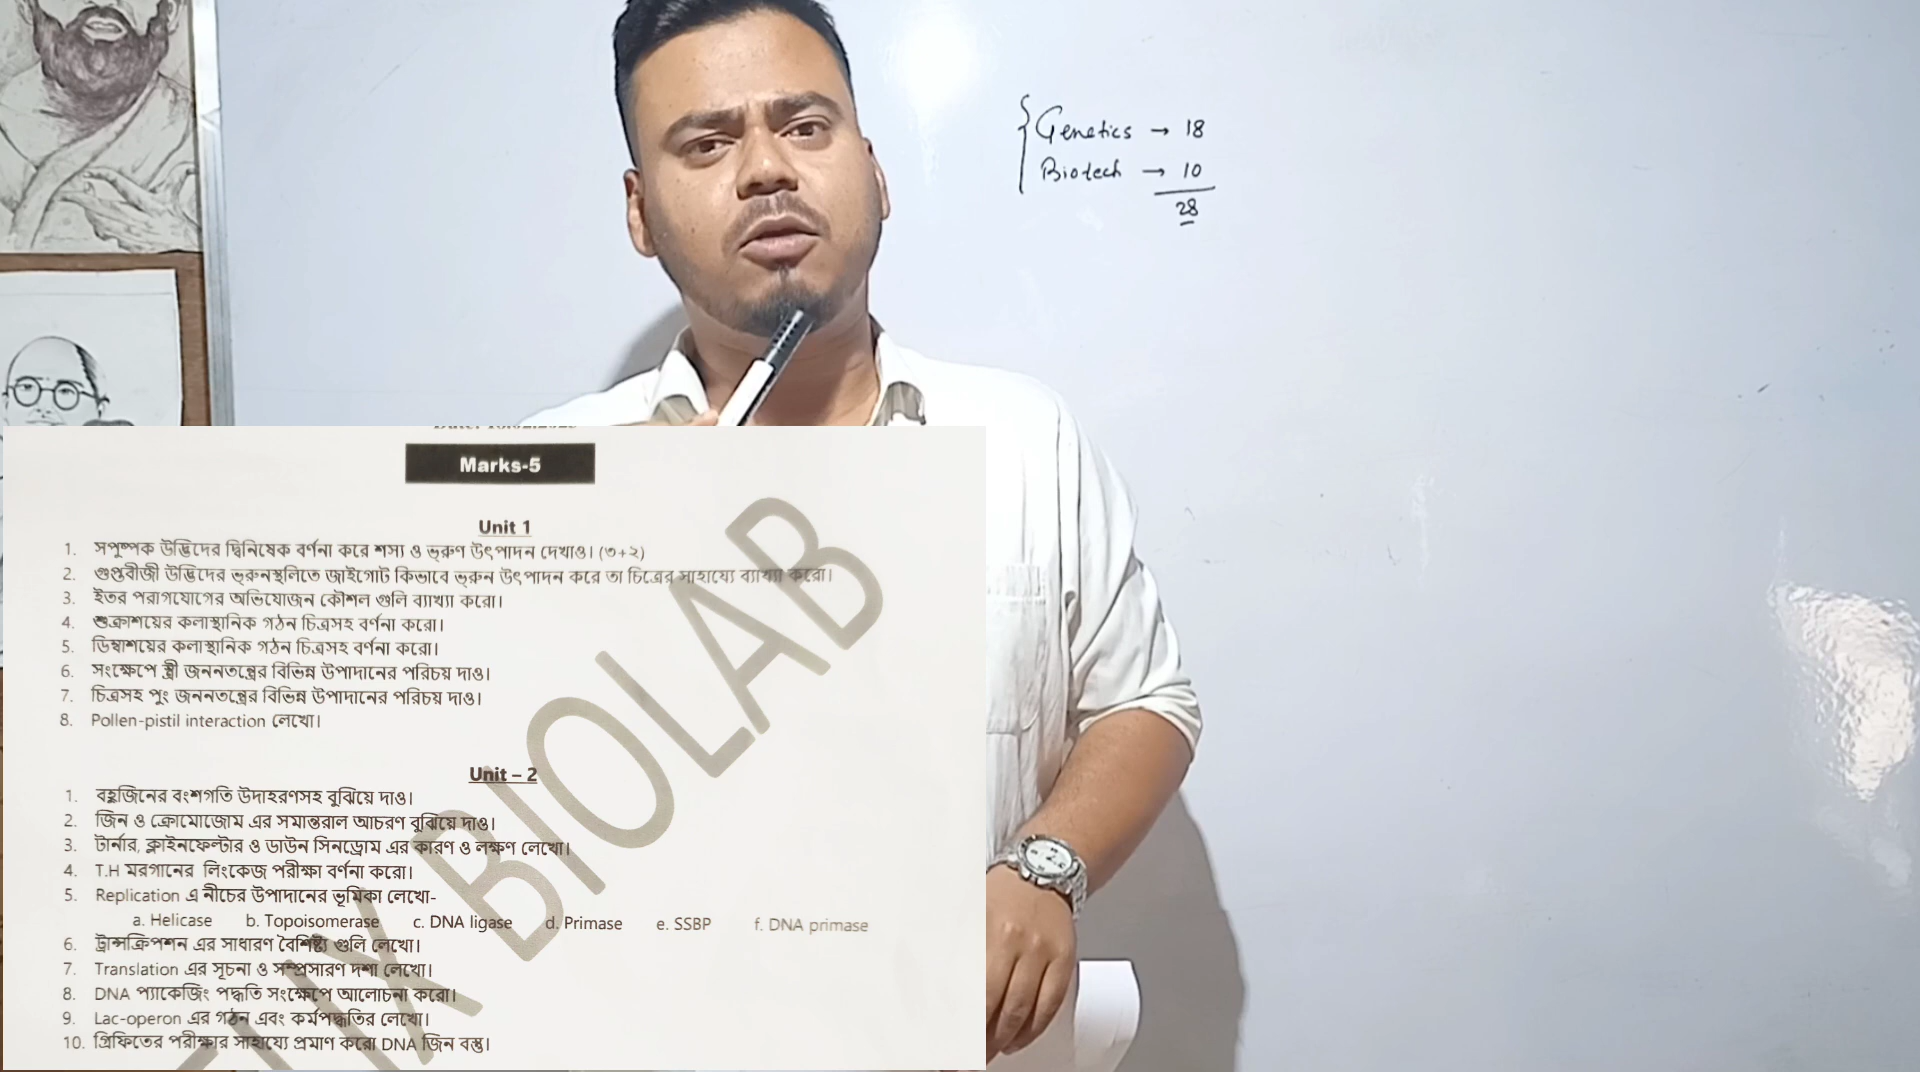 Genetics → 18
Biotech → 10
28
Marks-5
Unit 1
1. সপুষ্পক উদ্ভিদের দ্বিনিষেক বর্ণনা করে শস্য ও ভ্রুণ উৎপাদন দেখাও। (৩+২)
2. গুপ্তবীজী উদ্ভিদের ভ্রুনস্থলিতে জাইগোট কিভাবে ভ্রুন উৎপাদন করে তা চিত্রের সাহায্যে ব্যাখ্যা করো।
3. ইতর পরাগযোগের অভিযোজন কৌশল গুলি ব্যাখ্যা করো।
4. শুক্রাশয়ের কলাস্থানিক গঠন চিত্রসহ বর্ণনা করো।
5. ডিম্বাশয়ের কলাস্থানিক গঠন চিত্রসহ বর্ণনা করো।
6. সংক্ষেপে স্ত্রী জননতন্ত্রের বিভিন্ন উপাদানের পরিচয় দাও।
7. চিত্রসহ পুং জননতন্ত্রের বিভিন্ন উপাদানের পরিচয় দাও।
8. Pollen-pistil interaction লেখো।
Unit – 2
1. বহুজিনের বংশগতি উদাহরণসহ বুঝিয়ে দাও।
2. জিন ও ক্রোমোজোম এর সমান্তরাল আচরণ বুঝিয়ে দাও।
3. টার্নার, ক্লাইনফেল্টার ও ডাউন সিনড্রোম এর কারণ ও লক্ষণ লেখো।
4. T.H মরগানের লিংকেজ পরীক্ষা বর্ণনা করো।
5. Replication এ নীচের উপাদানের ভূমিকা লেখো-
a. Helicase b. Topoisomerase c. DNA ligase d. Primase e. SSBP f. DNA primase
6. ট্রান্সক্রিপশন এর সাধারণ বৈশিষ্ট্য গুলি লেখো।
7. Translation এর সূচনা ও সম্প্রসারণ দশা লেখো।
8. DNA প্যাকেজিং পদ্ধতি সংক্ষেপে আলোচনা করো।
9. Lac-operon এর গঠন এবং কর্মপদ্ধতির লেখো।
10. গ্রিফিতের পরীক্ষার সাহায্যে প্রমাণ করো DNA জিন বস্তু।
BIOLAB